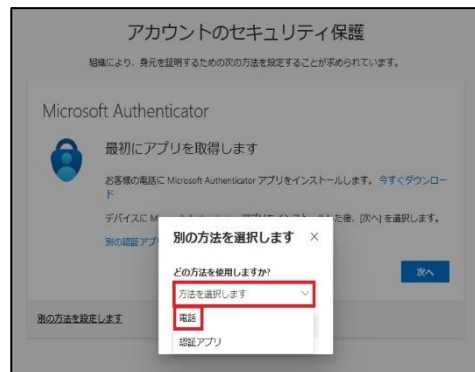 アカウントのセキュリティ保護
組織により、身元を証明するための次の方法を設定することが求められています。
Microsoft Authenticator
最初にアプリを取得します
お客様の電話に Microsoft Authenticator アプリをインストールします。今すぐダウンロー
ド
デバイスに M
た後、[次へ] を選択します。
別の認証アプ
別の方法を選択します ×
どの方法を使用しますか?
方法を選択します
電話
認証アプリ
次へ
別の方法を設定します